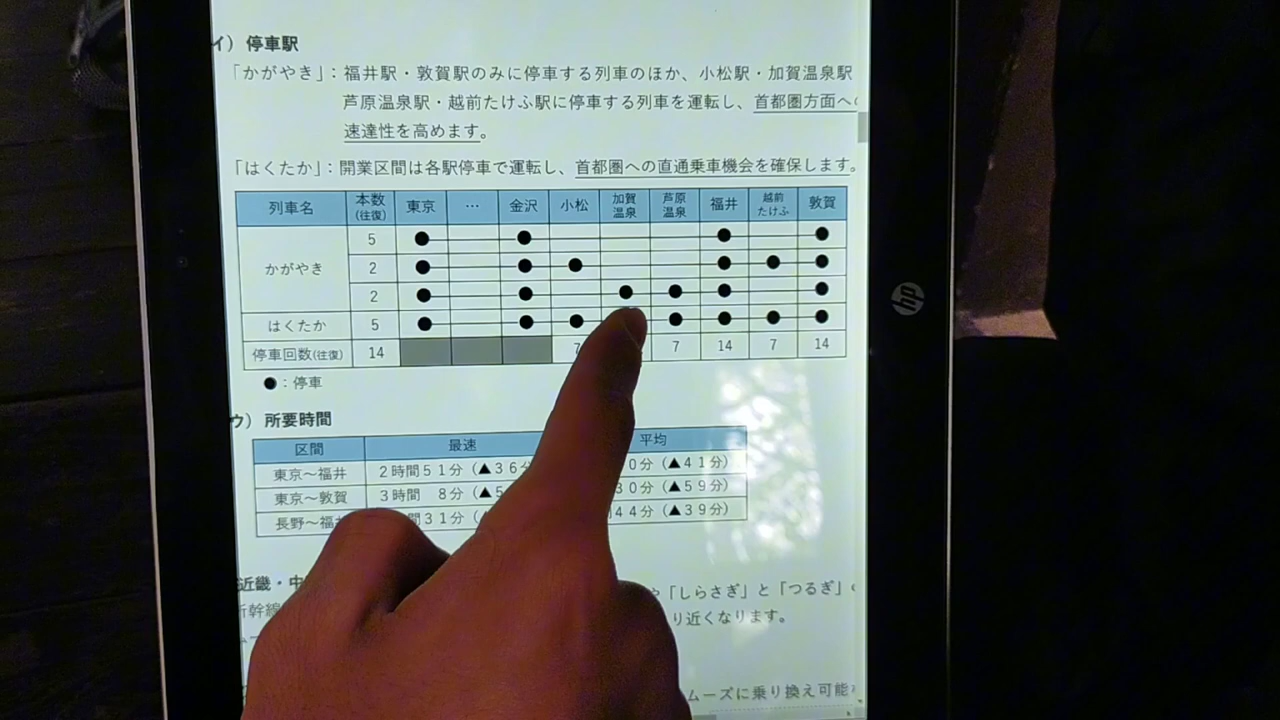 イ）停車駅
「かがやき」：福井駅・敦賀駅のみに停車する列車のほか、小松駅・加賀温泉駅
芦原温泉駅・越前たけふ駅に停車する列車を運転し、首都圏方面へ
速達性を高めます。
「はくたか」：開業区間は各駅停車で運転し、首都圏への直通乗車機会を確保します。
列車名 本数（往復） 東京 … 金沢 小松 加賀温泉 芦原温泉 福井 越前たけふ 敦賀
かがやき 5 ● ● ● ●
2 ● ● ● ● ● ●
2 ● ● ● ● ● ●
はくたか 5 ● ● ● ● ● ● ●
停車回数（往復） 14 7 7 14 7 14
●：停車
ウ）所要時間
区間 最速 平均
東京～福井 2時間51分（▲36 0分（▲41分）
東京～敦賀 3時間 8分（▲5 30分（▲59分）
長野～福 31分 44分（▲39分）
近畿・中
「しらさぎ」と「つるぎ」
新幹線 り近くなります。
ムーズに乗り換え可能
hp